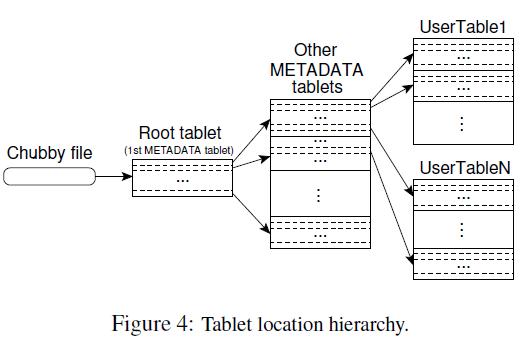 UserTable1
...
...
⋮
Other
METADATA
tablets
...
...
⋮
...
Root tablet
(1st METADATA tablet)
...
Chubby file
UserTableN
...
⋮
...
Figure 4: Tablet location hierarchy.